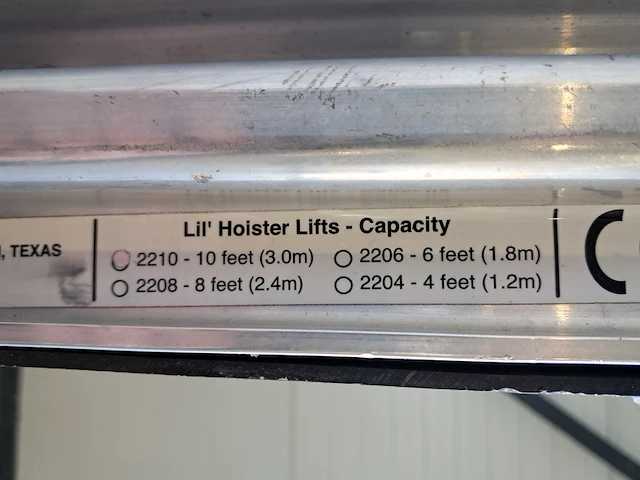 , TEXAS
Lil' Hoister Lifts - Capacity
2210 - 10 feet (3.0m) 2206 - 6 feet (1.8m)
2208 - 8 feet (2.4m) 2204 - 4 feet (1.2m)
C